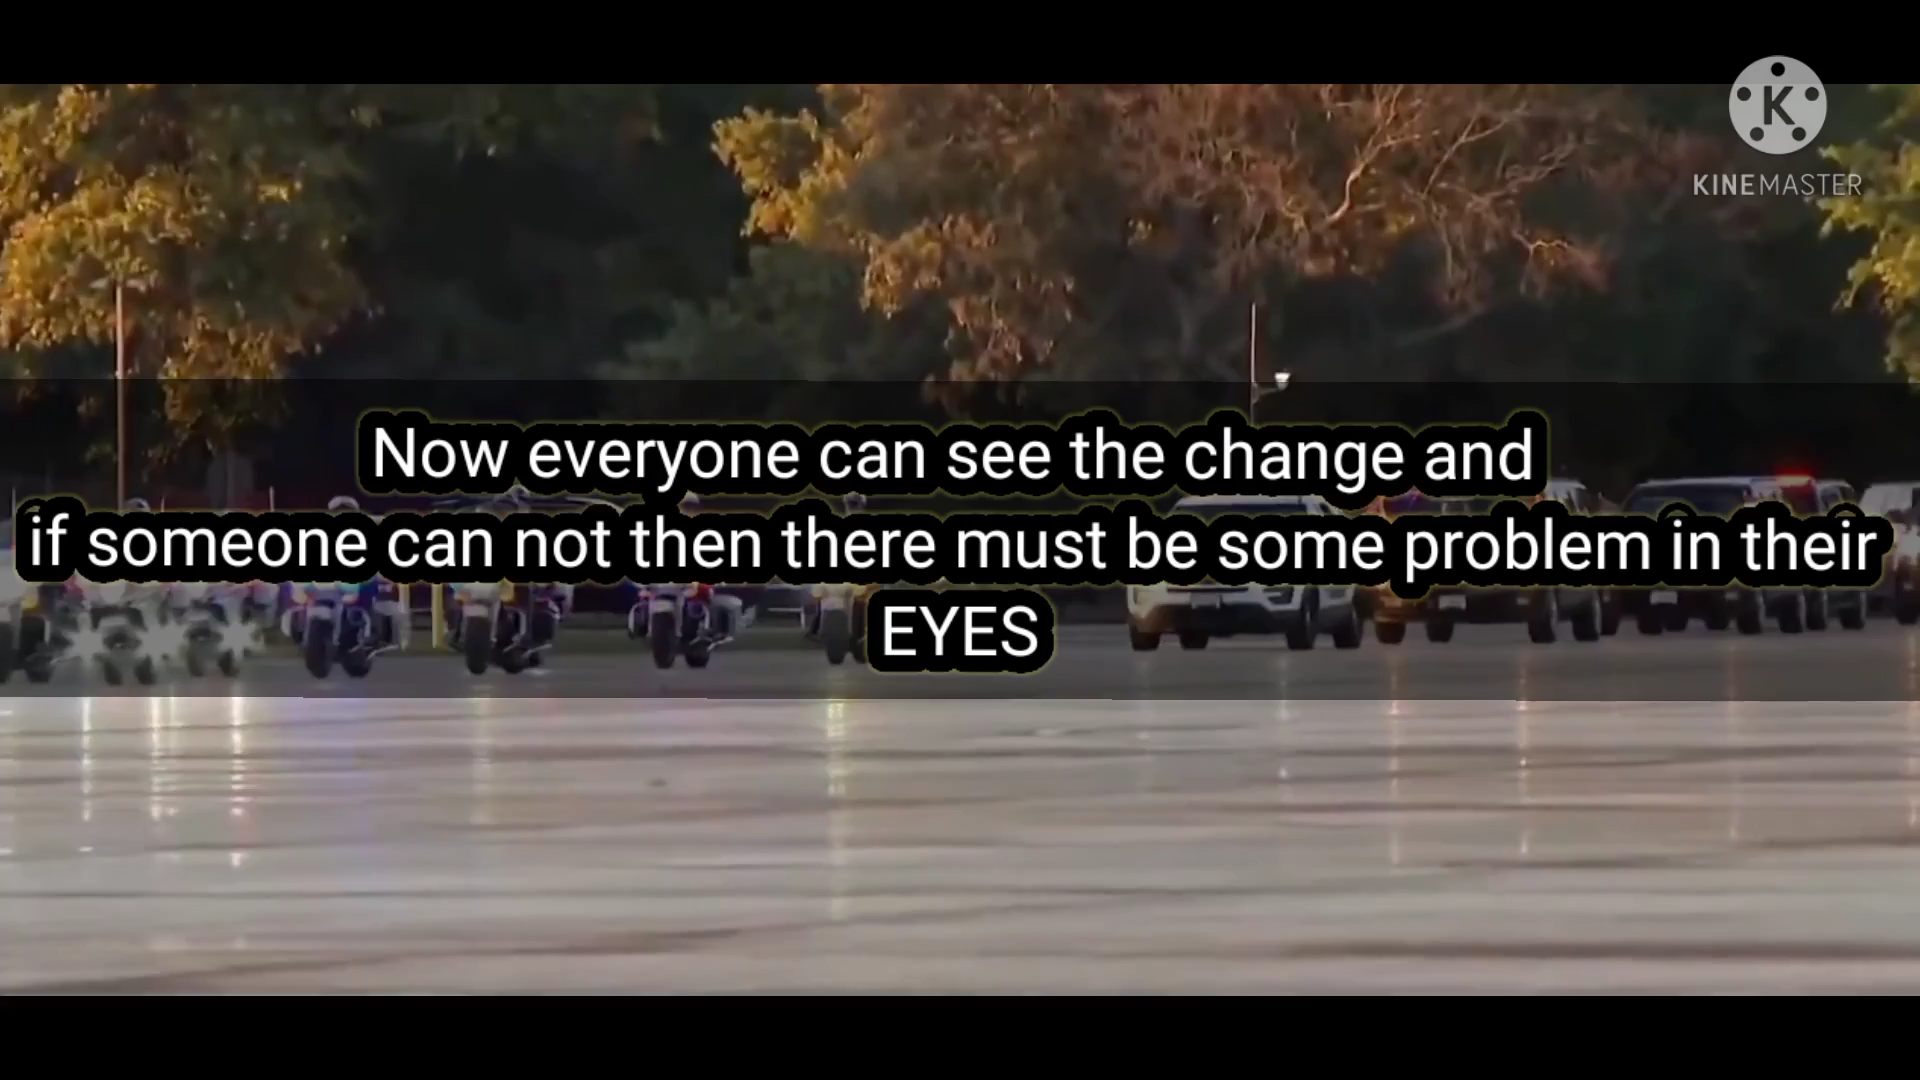 K
KINEMASTER
Now everyone can see the change and
if someone can not then there must be some problem in their
EYES